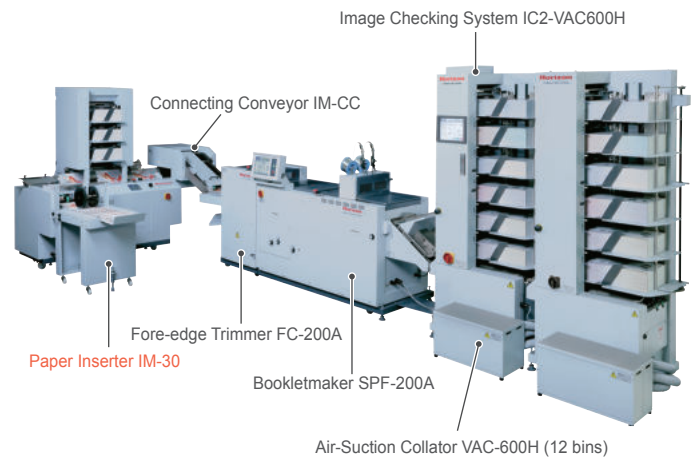 Image Checking System IC2-VAC600H
Horizon
Horizon
Connecting Conveyor IM-CC
Horizon
Fore-edge Trimmer FC-200A
Paper Inserter IM-30
Bookletmaker SPF-200A
Air-Suction Collator VAC-600H (12 bins)